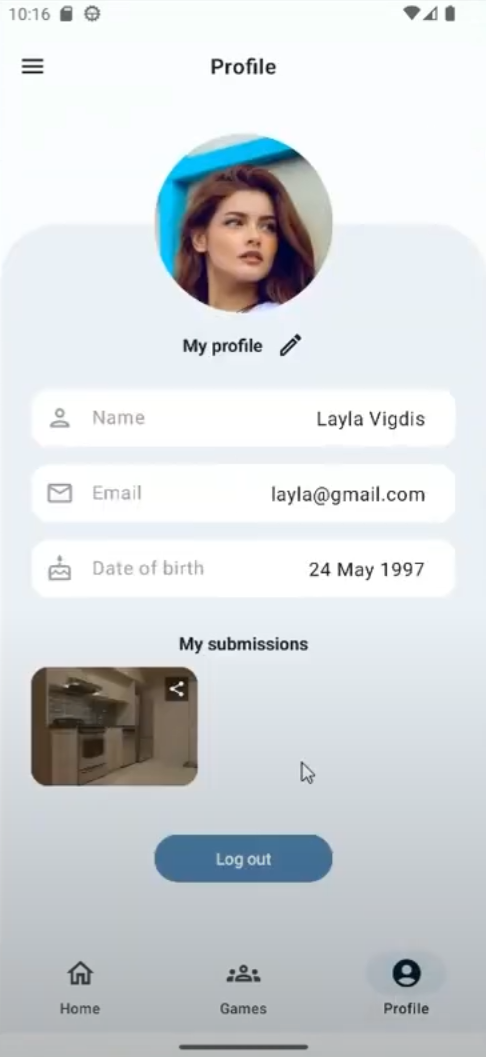 10:16
Profile
My profile
Name Layla Vigdis
Email layla@gmail.com
Date of birth 24 May 1997
My submissions
Log out
Home Games Profile